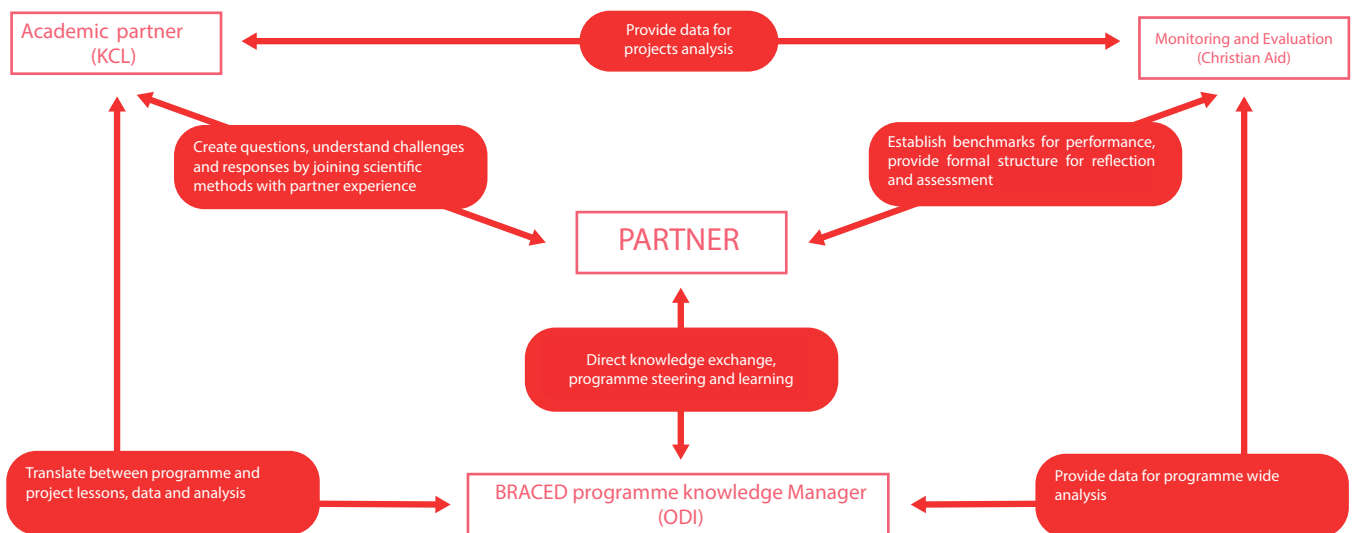 Academic partner
(KCL)
Provide data for
projects analysis
Monitoring and Evaluation
(Christian Aid)
Create questions, understand challenges
and responses by joining scientific
methods with partner experience
Establish benchmarks for performance,
provide formal structure for reflection
and assessment
PARTNER
Direct knowledge exchange,
programme steering and learning
Translate between programme and
project lessons, data and analysis
BRACED programme knowledge Manager
(ODI)
Provide data for programme wide
analysis